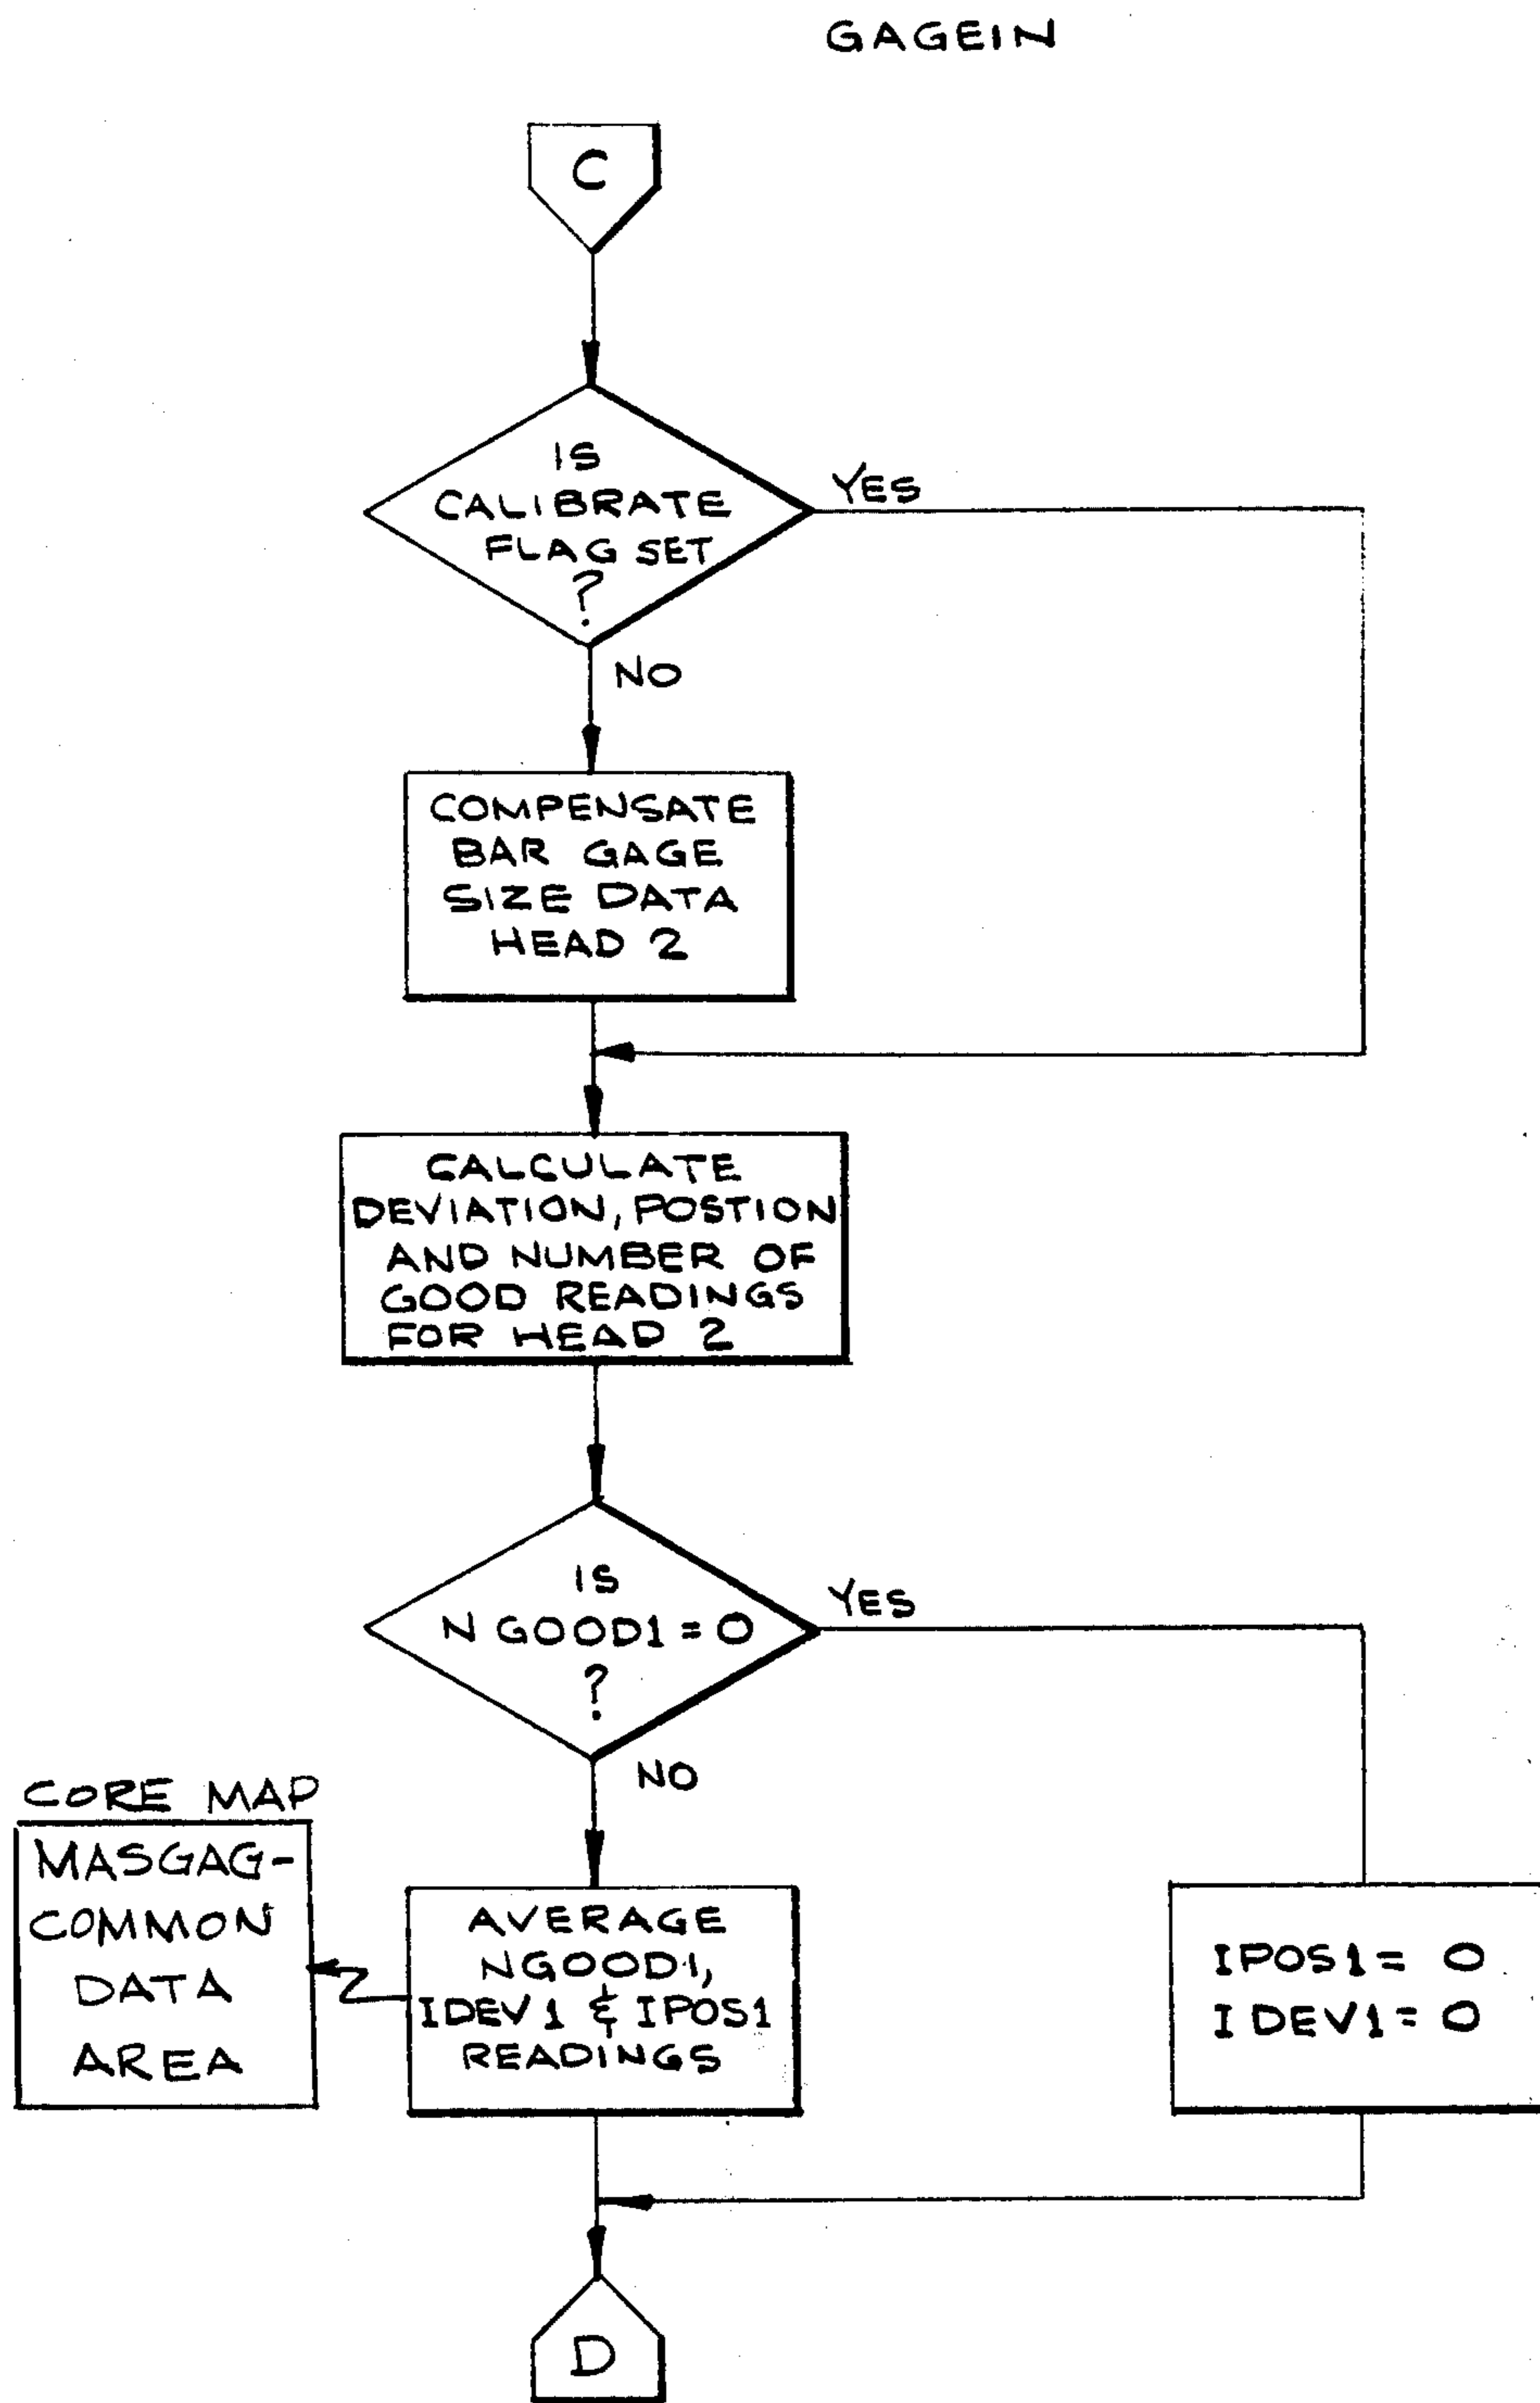 GAGEIN
C
IS
CALIBRATE
FLAG SET
?
YES
NO
COMPENSATE
BAR GAGE
SIZE DATA
HEAD 2
CALCULATE
DEVIATION, POSTION
AND NUMBER OF
GOOD READINGS
FOR HEAD 2
IS
N GOOD1 = 0
?
YES
NO
CORE MAP
MASGAG-
COMMON
DATA
AREA
AVERAGE
NGOOD1,
IDEV1 & IPOS1
READINGS
IPOS1 = 0
IDEV1 = 0
D